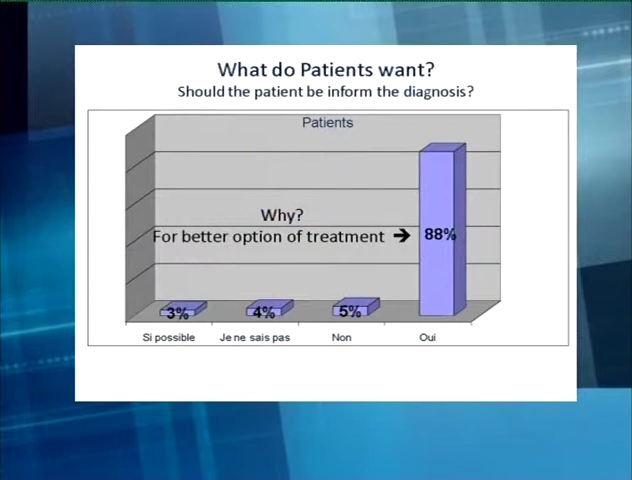 What do Patients want?
Should the patient be inform the diagnosis?
Patients
Why?
For better option of treatment ➔
88%
3%
4%
5%
Si possible
Je ne sais pas
Non
Oui